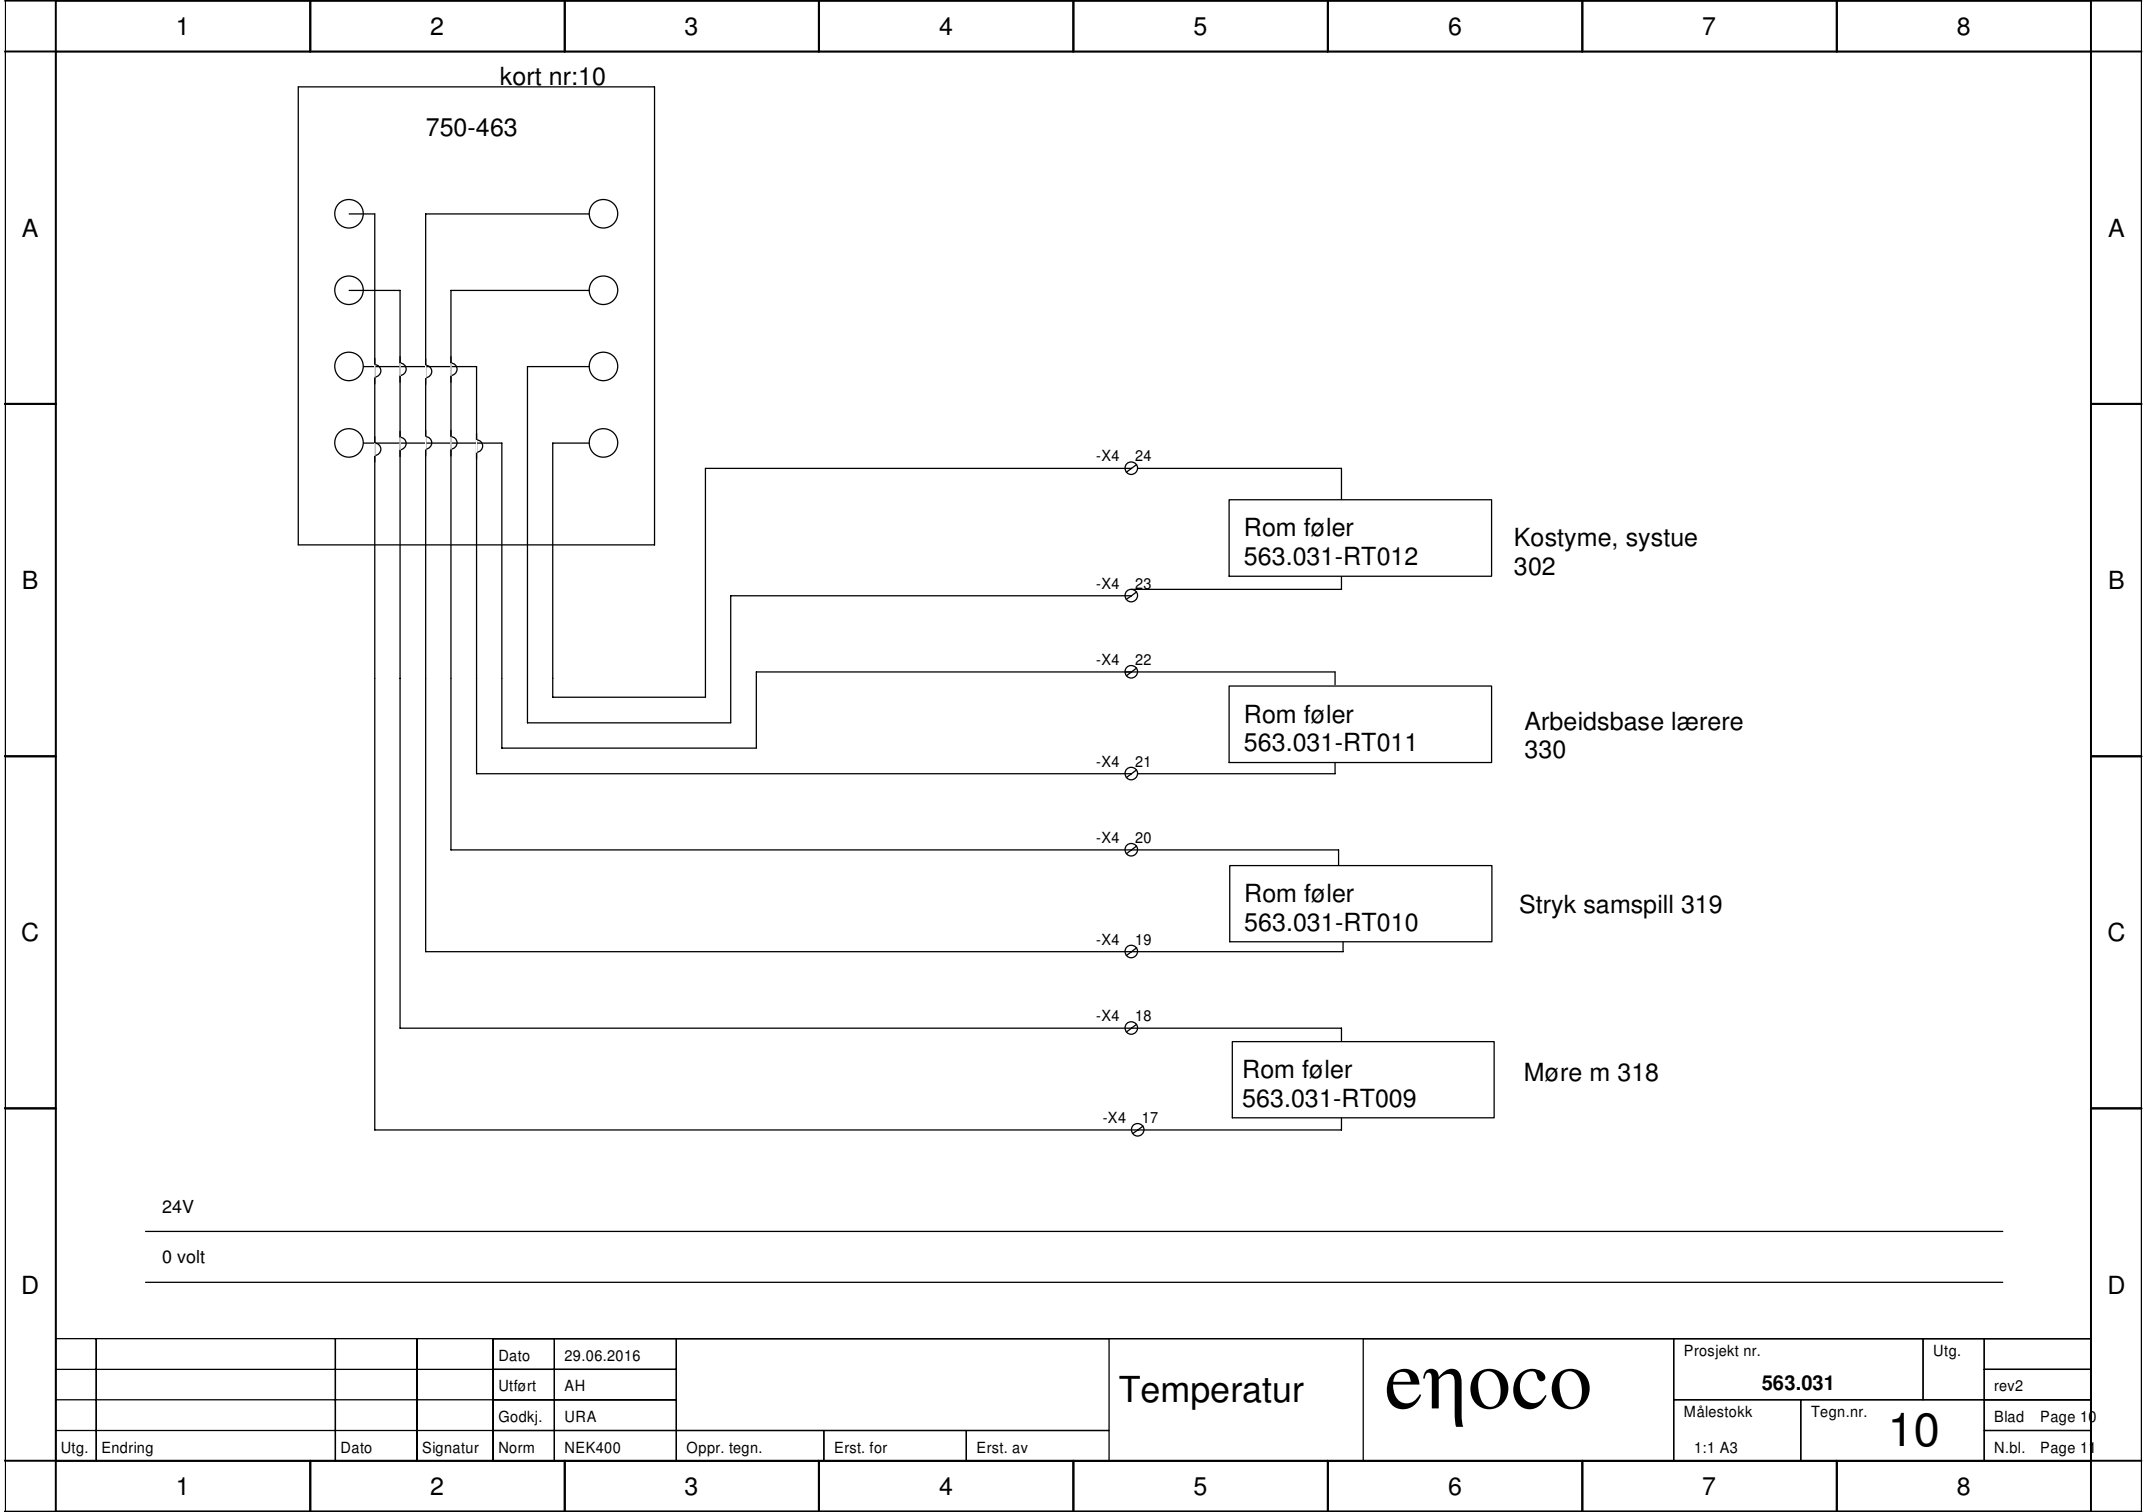 1 2 3 4 5 6 7 8
kort nr:10
750-463
A A
-X4 24
Rom føler
563.031-RT012
Kostyme, systue
302
B B
-X4 23
-X4 22
Rom føler
563.031-RT011
Arbeidsbase lærere
330
-X4 21
-X4 20
Rom føler
563.031-RT010
Stryk samspill 319
C C
-X4 19
-X4 18
Rom føler
563.031-RT009
Møre m 318
-X4 17
24V
0 volt
D D
Dato 29.06.2016
Utført AH
Godkj. URA
Utg. Endring Dato Signatur Norm NEK400 Oppr. tegn. Erst. for Erst. av
Temperatur
enoco
Prosjekt nr. Utg.
563.031
rev2
Målestokk Tegn.nr. 10
1:1 A3
Blad Page 10
N.bl. Page 11
1 2 3 4 5 6 7 8